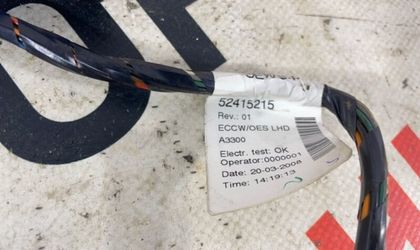 52415215
Rev.: 01
ECCW/OES LHD
A3300
Electr. test: OK
Operator:0000001
Date: 20-03-2008
Time: 14:19:13